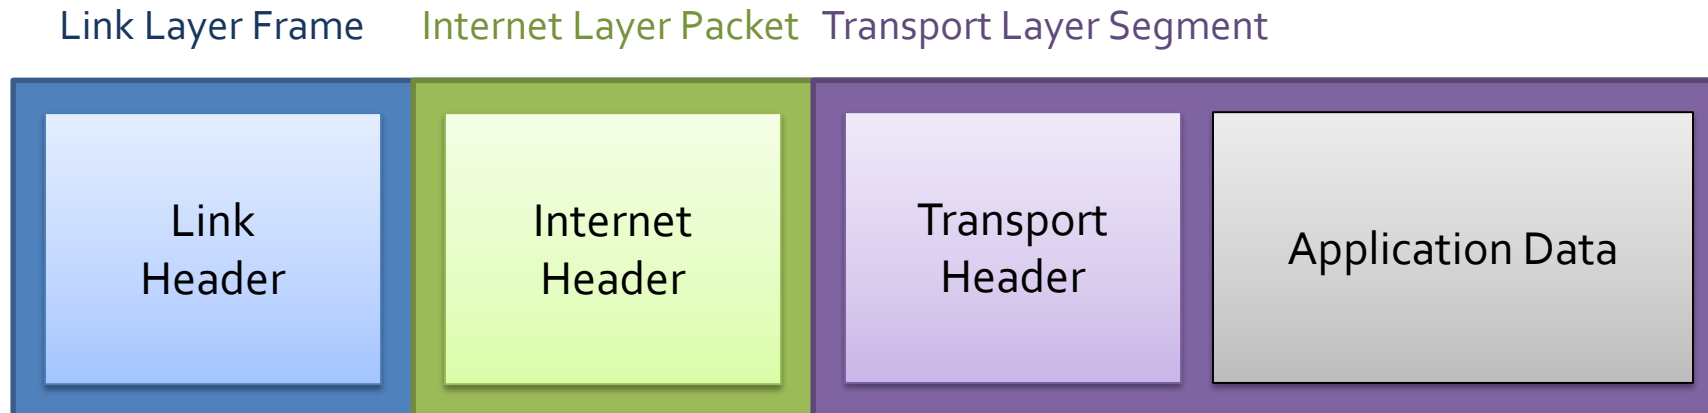 Link Layer Frame
Internet Layer Packet
Transport Layer Segment
Link
Header
Internet
Header
Transport
Header
Application Data